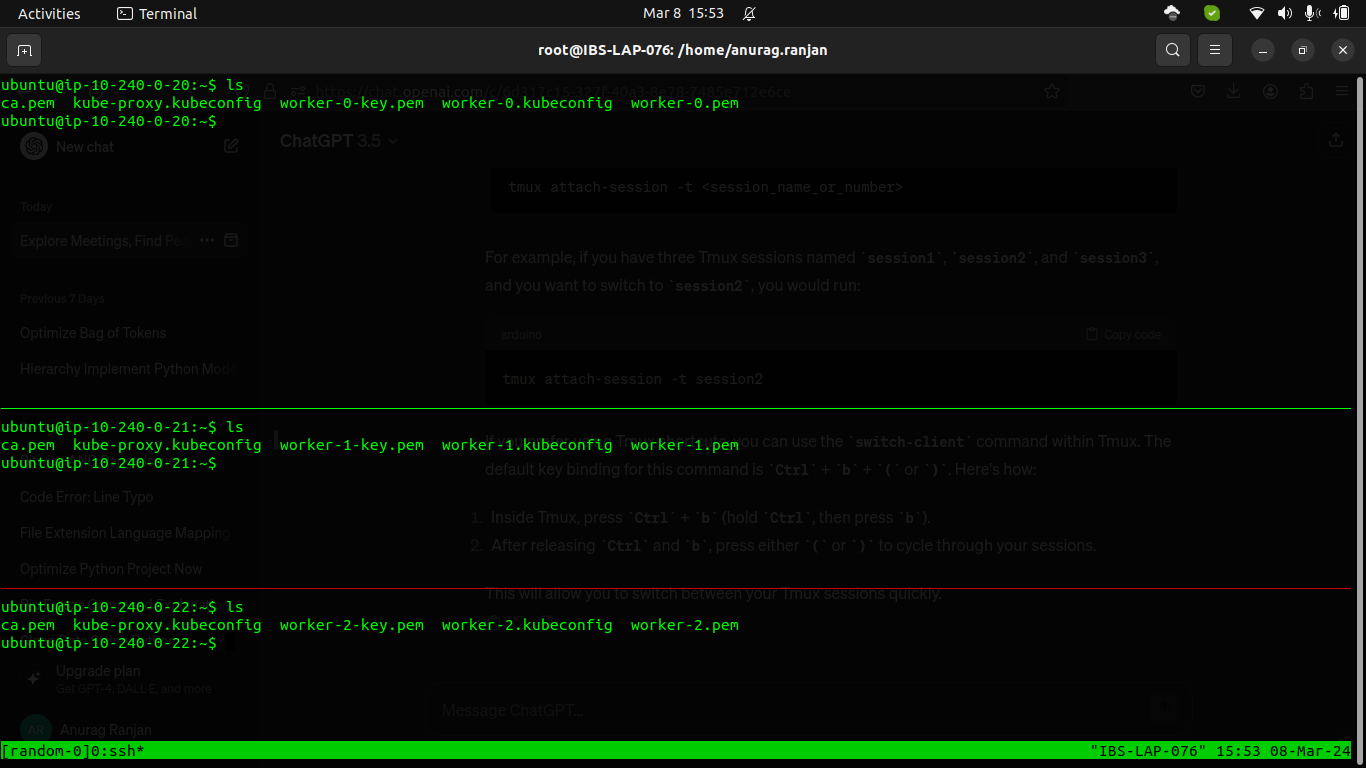 Activities Terminal Mar 8 15:53
root@IBS-LAP-076: /home/anurag.ranjan
ubuntu@ip-10-240-0-20:~$ ls
ca.pem kube-proxy.kubeconfig worker-0-key.pem worker-0.kubeconfig worker-0.pem
ubuntu@ip-10-240-0-20:~$
New chat
ChatGPT 3.5
tmux attach-session -t <session_name_or_number>
Today
Explore Meetings, Find
For example, if you have three Tmux sessions named `session1`, `session2`, and `session3`,
and you want to switch to `session2`, you would run:
Previous 7 Days
Optimize Bag of Tokens
arduino Copy code
Hierarchy Implement Python
tmux attach-session -t session2
ubuntu@ip-10-240-0-21:~$ ls
ca.pem kube-proxy.kubeconfig worker-1-key.pem worker-1.kubeconfig worker-1.pem
you can use the `switch-client` command within Tmux. The
ubuntu@ip-10-240-0-21:~$
default key binding for this command is `Ctrl` + `b` + `(` or `)`. Here's how:
Code Error: Line Typo
1. Inside Tmux, press `Ctrl` + `b` (hold `Ctrl`, then press `b`).
File Extension Language Mapping
2. After releasing `Ctrl` and `b`, press either `(` or `)` to cycle through your sessions.
Optimize Python Project Now
This will allow you to switch between your Tmux sessions quickly.
ubuntu@ip-10-240-0-22:~$ ls
ca.pem kube-proxy.kubeconfig worker-2-key.pem worker-2.kubeconfig worker-2.pem
ubuntu@ip-10-240-0-22:~$
Upgrade plan
Get GPT-4, DALL·E, and more
Message ChatGPT...
AR Anurag Ranjan
[random-0]0:ssh* "IBS-LAP-076" 15:53 08-Mar-24